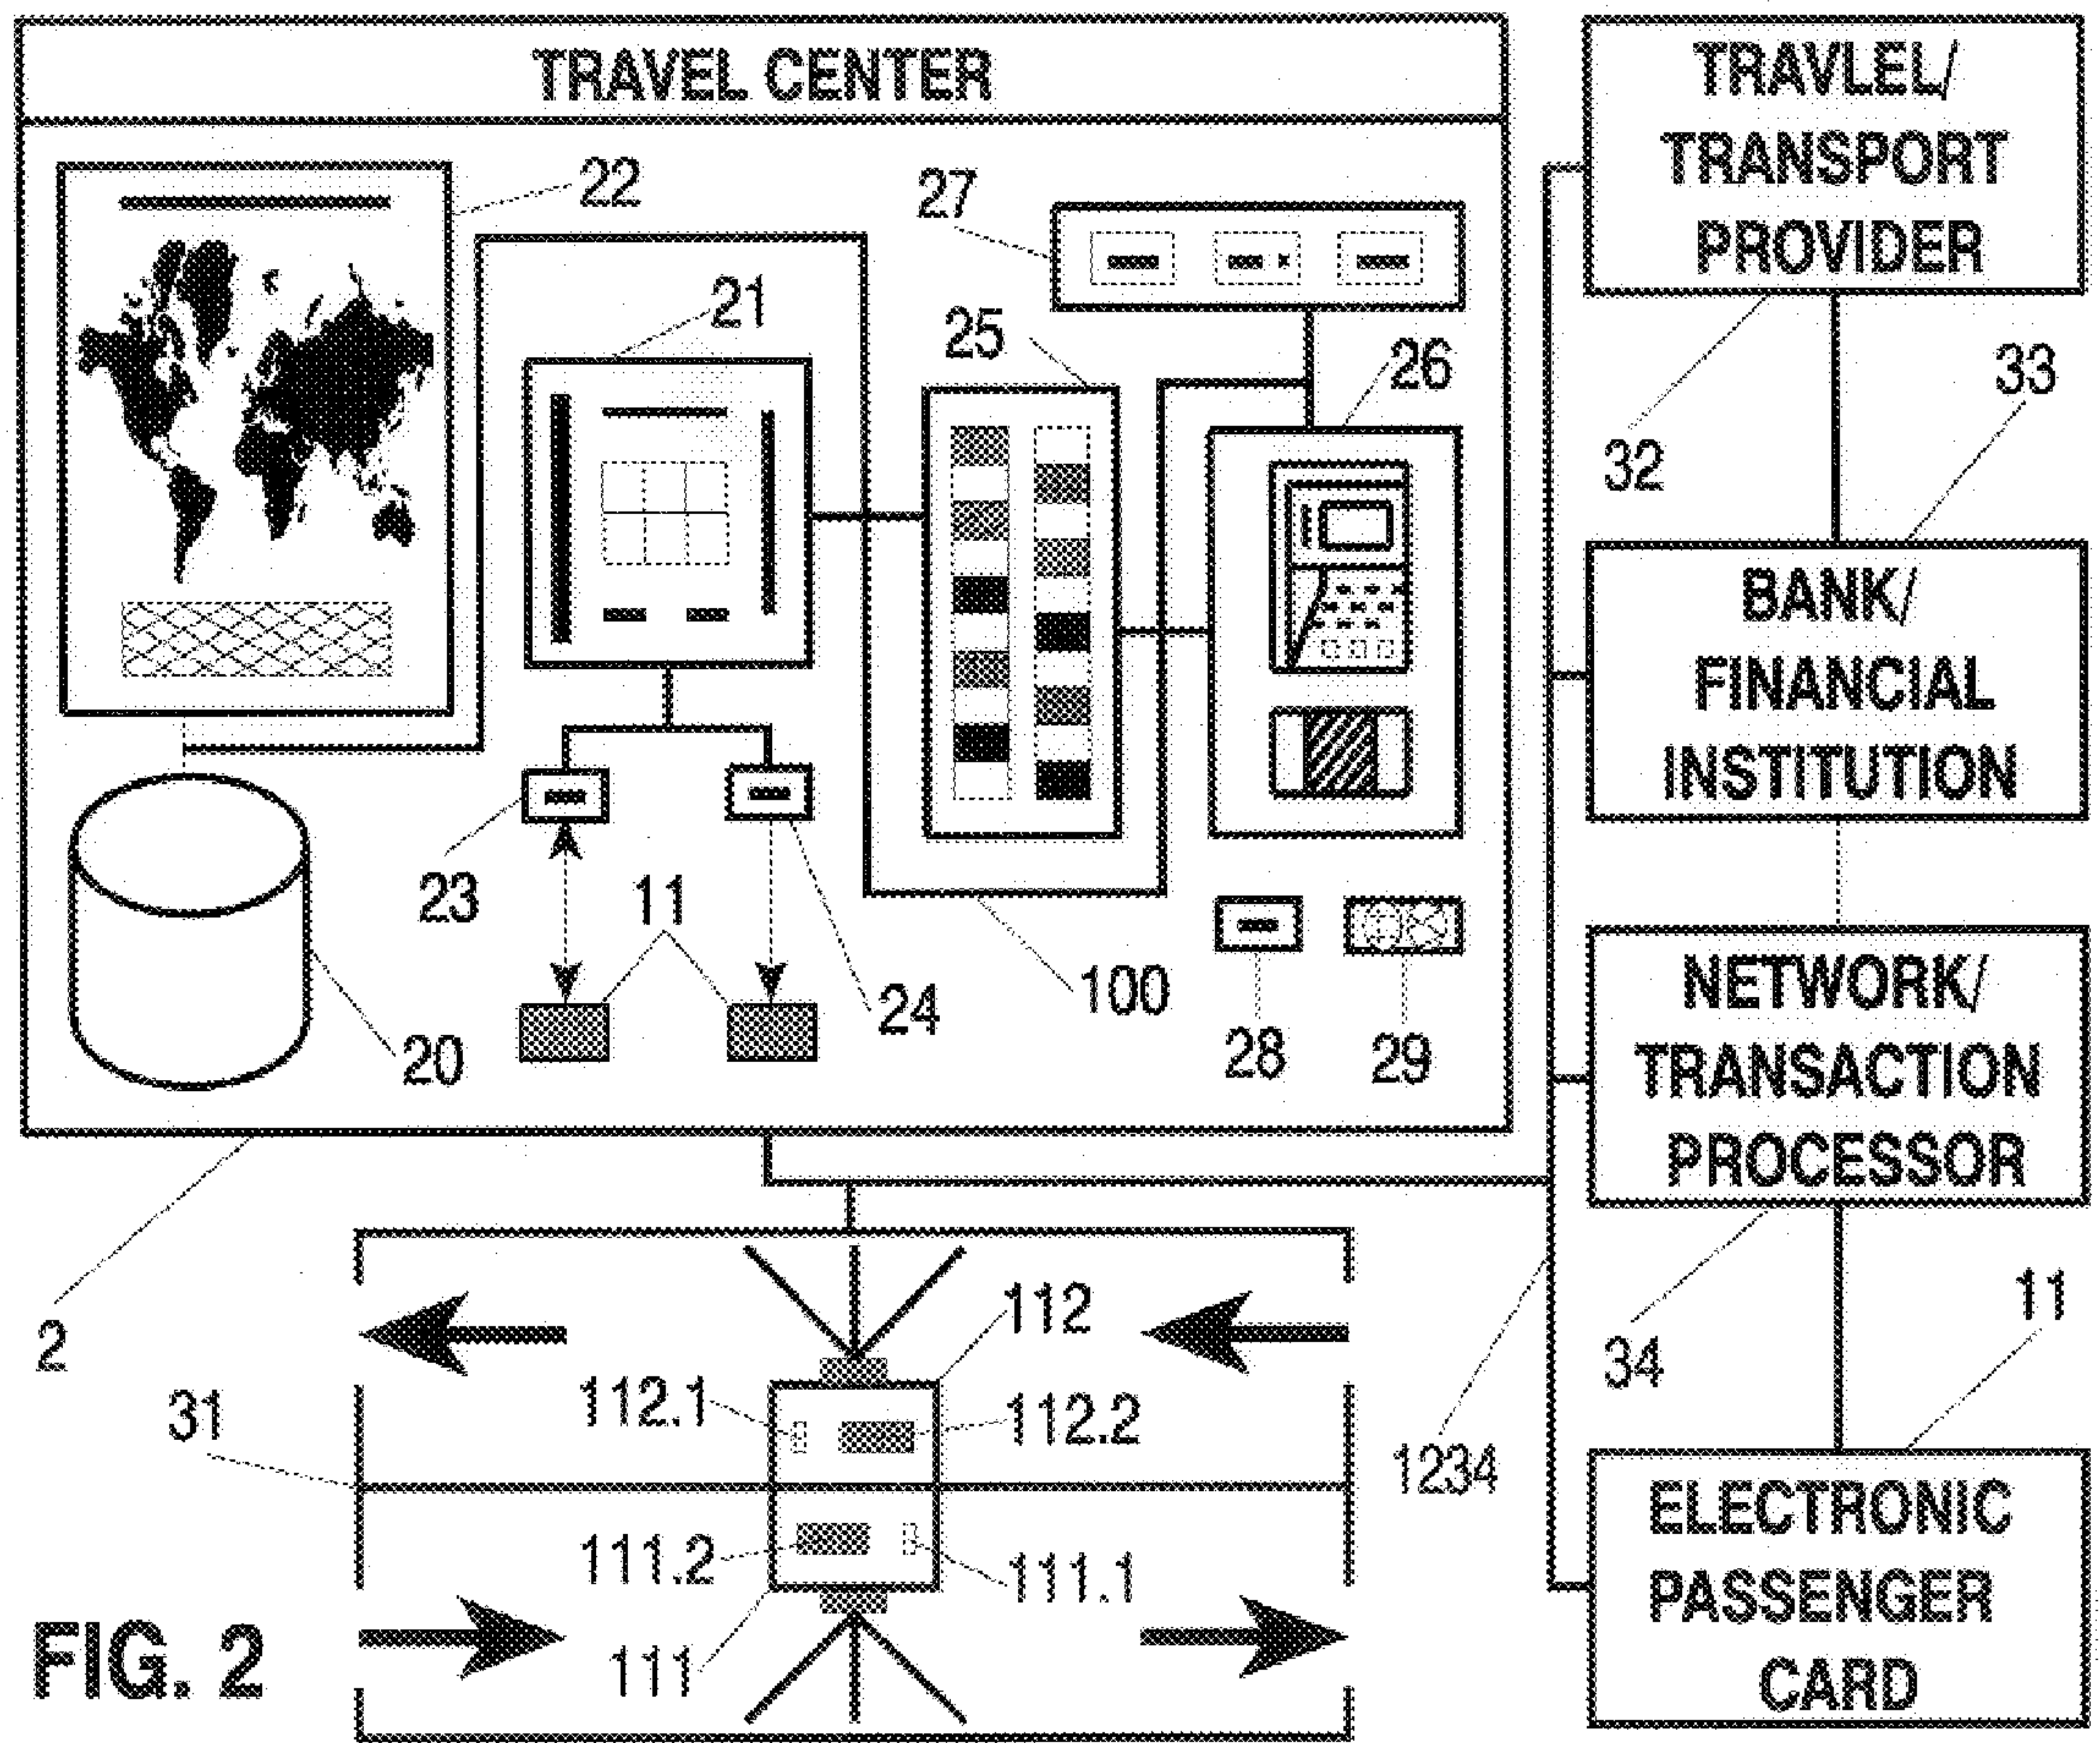 TRAVEL CENTER
TRAVLEL/
TRANSPORT
PROVIDER
22
27
21
25
26
33
32
BANK/
FINANCIAL
INSTITUTION
23
11
24
100
20
28
29
NETWORK/
TRANSACTION
PROCESSOR
2
112
11
34
112.1
112.2
31
1234
111.2
111.1
111
ELECTRONIC
PASSENGER
CARD
FIG. 2